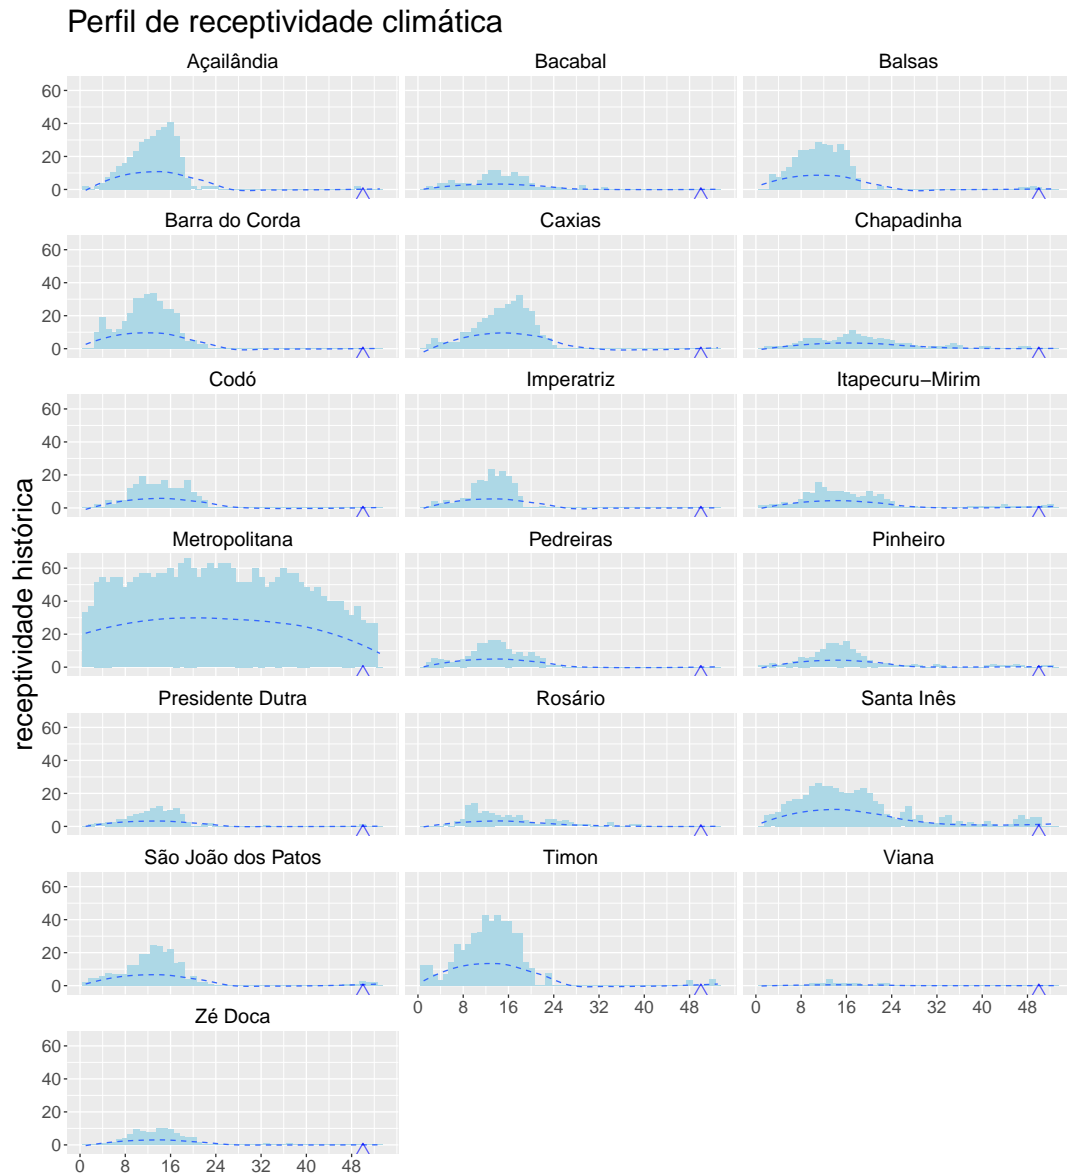 Perfil de receptividade climática
Açailândia Bacabal Balsas
60
40
20
0
Barra do Corda Caxias Chapadinha
60
40
20
0
Codó Imperatriz Itapecuru−Mirim
60
40
20
0
receptividade histórica
Metropolitana Pedreiras Pinheiro
60
40
20
0
Presidente Dutra Rosário Santa Inês
60
40
20
0
São João dos Patos Timon Viana
60
40
20
0
0 8 16 24 32 40 48 0 8 16 24 32 40 48
Zé Doca
60
40
20
0
0 8 16 24 32 40 48